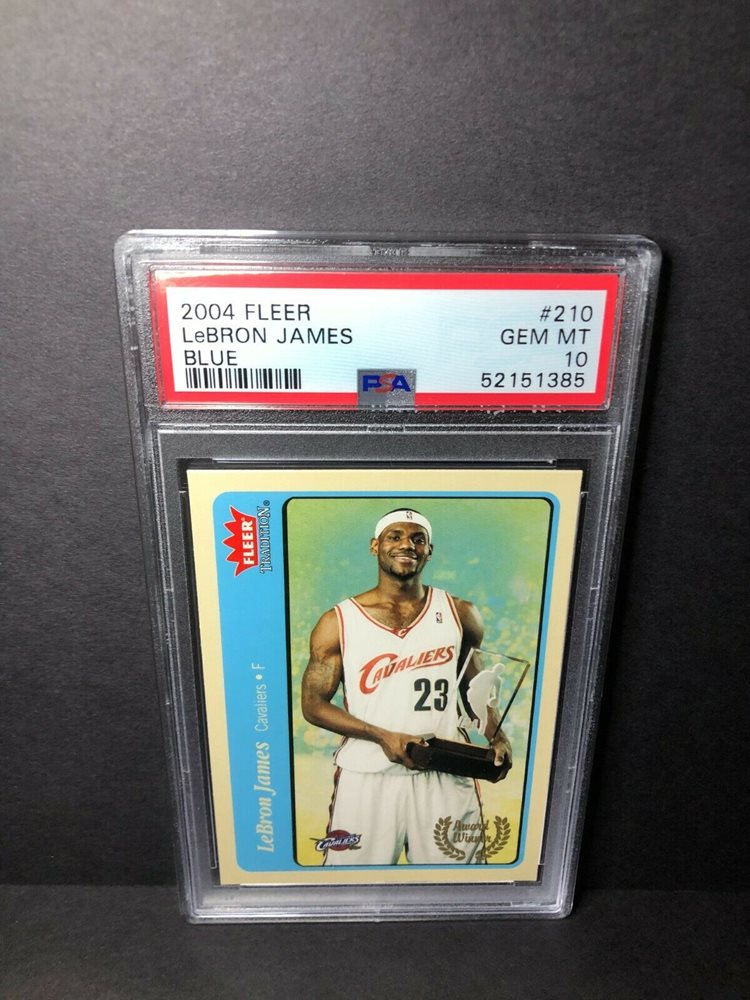 2004 FLEER #210
LeBRON JAMES GEM MT
BLUE 10
PSA 52151385
FLEER
TRADITION®
LeBron James Cavaliers • F
CAVALIERS
23
CAVALIERS
Award
Winner